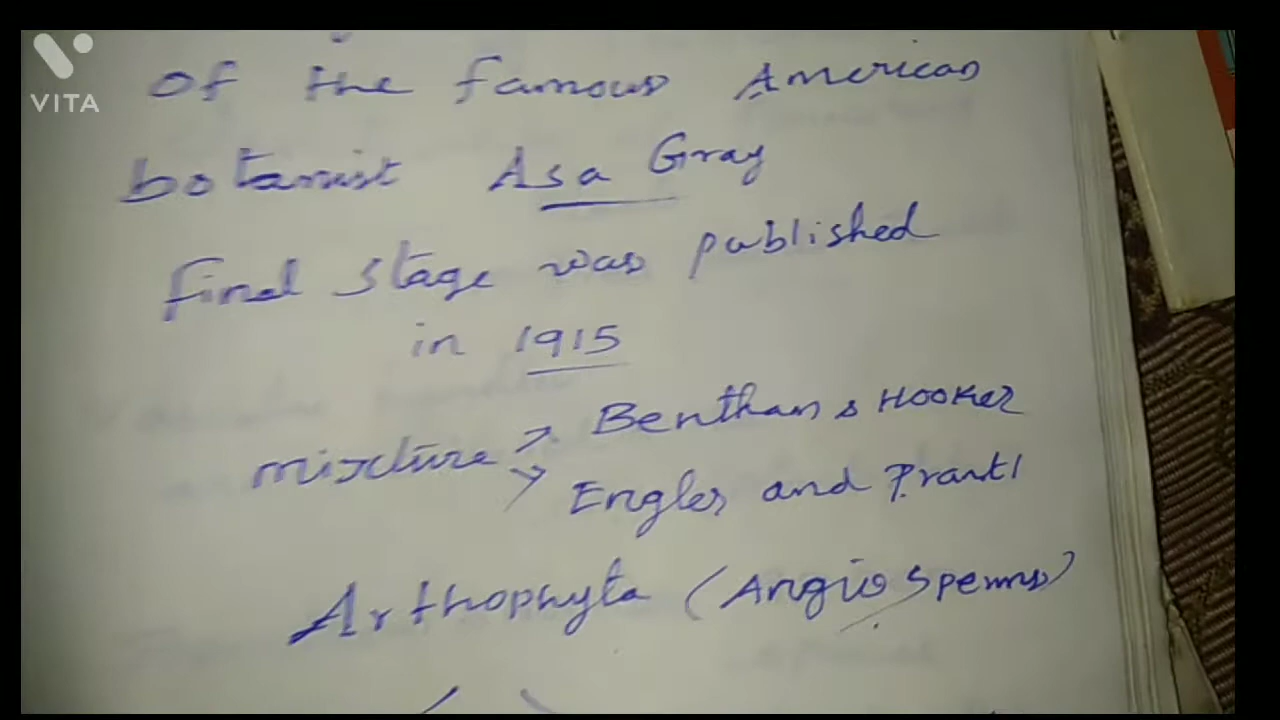 VITA
of the famous American
botanist Asa Gray
final stage was published
in 1915
mixture > Bentham & Hooker
> Engler and Prantl
Arthophyta (Angiosperms)